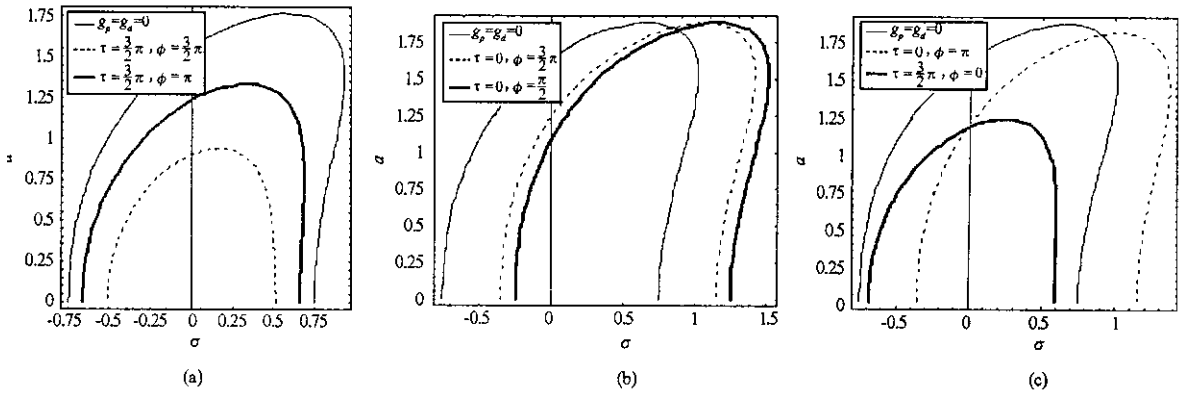 g_p=g_d=0
τ = 3/2 π , ϕ = 3/2 π
τ = 3/2 π , ϕ = π
1.75
1.5
1.25
1
0.75
0.5
0.25
0
-0.75
-0.5
-0.25
0
0.25
0.5
0.75
σ
(a)
g_p=g_d=0
τ = 0 , ϕ = 3/2 π
τ = 0 , ϕ = π/2
1.75
1.5
1.25
1
0.75
0.5
0.25
0
a
-0.5
0
0.5
1
1.5
σ
(b)
g_p=g_d=0
τ = 0 , ϕ = π
τ = 3/2 π , ϕ = 0
1.75
1.5
1.25
1
0.75
0.5
0.25
0
a
-0.5
0
0.5
1
σ
(c)